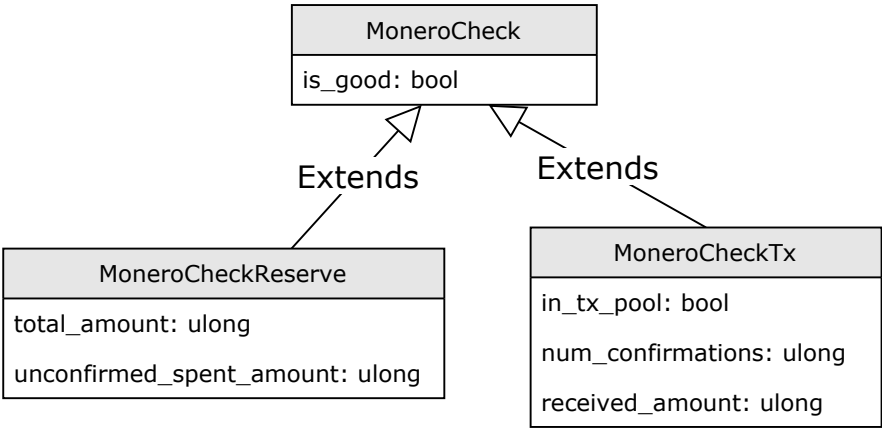 MoneroCheck
is_good: bool
Extends
Extends
MoneroCheckReserve
total_amount: ulong
unconfirmed_spent_amount: ulong
MoneroCheckTx
in_tx_pool: bool
num_confirmations: ulong
received_amount: ulong